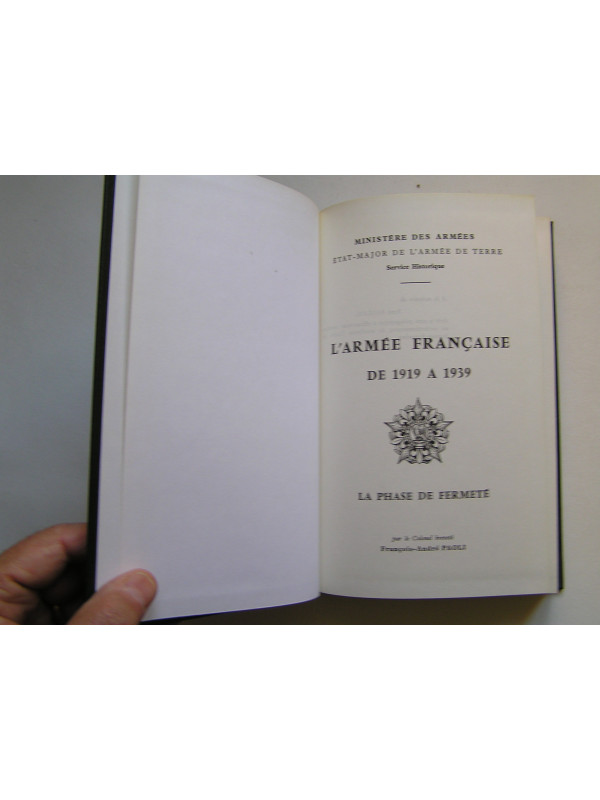 MINISTÈRE DES ARMÉES
ÉTAT-MAJOR DE L'ARMÉE DE TERRE
Service Historique
L'ARMÉE FRANÇAISE
DE 1919 A 1939
LA PHASE DE FERMETÉ
par le Colonel breveté
François-André PAOLI